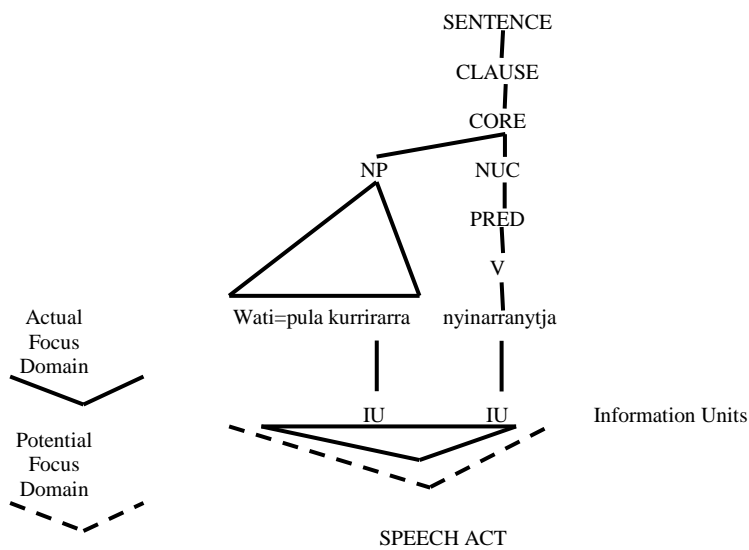 SENTENCE
CLAUSE
CORE
NP NUC
PRED
V
Wati=pula kurrirarra nyinarranytja
Actual
Focus
Domain
IU IU Information Units
Potential
Focus
Domain
SPEECH ACT